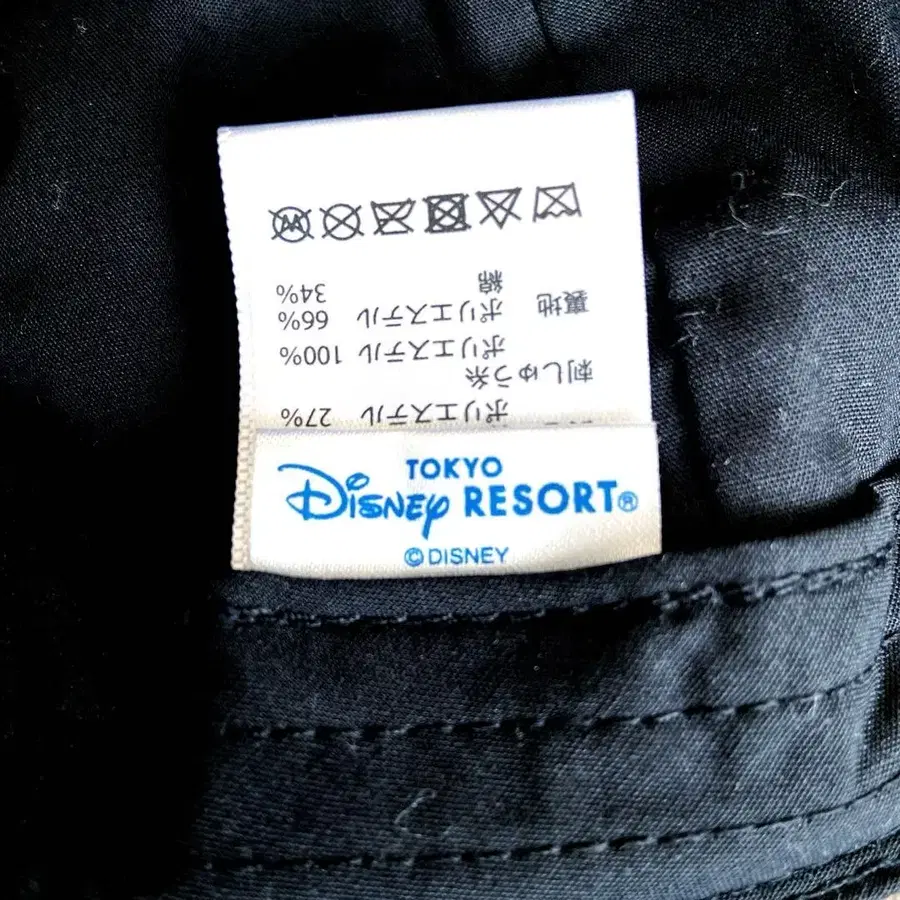 ポリエステル 27%
刺しゅう糸
ポリエステル 100%
裏地 ポリエステル 66%
綿 34%
TOKYO
Disney RESORT®
©DISNEY